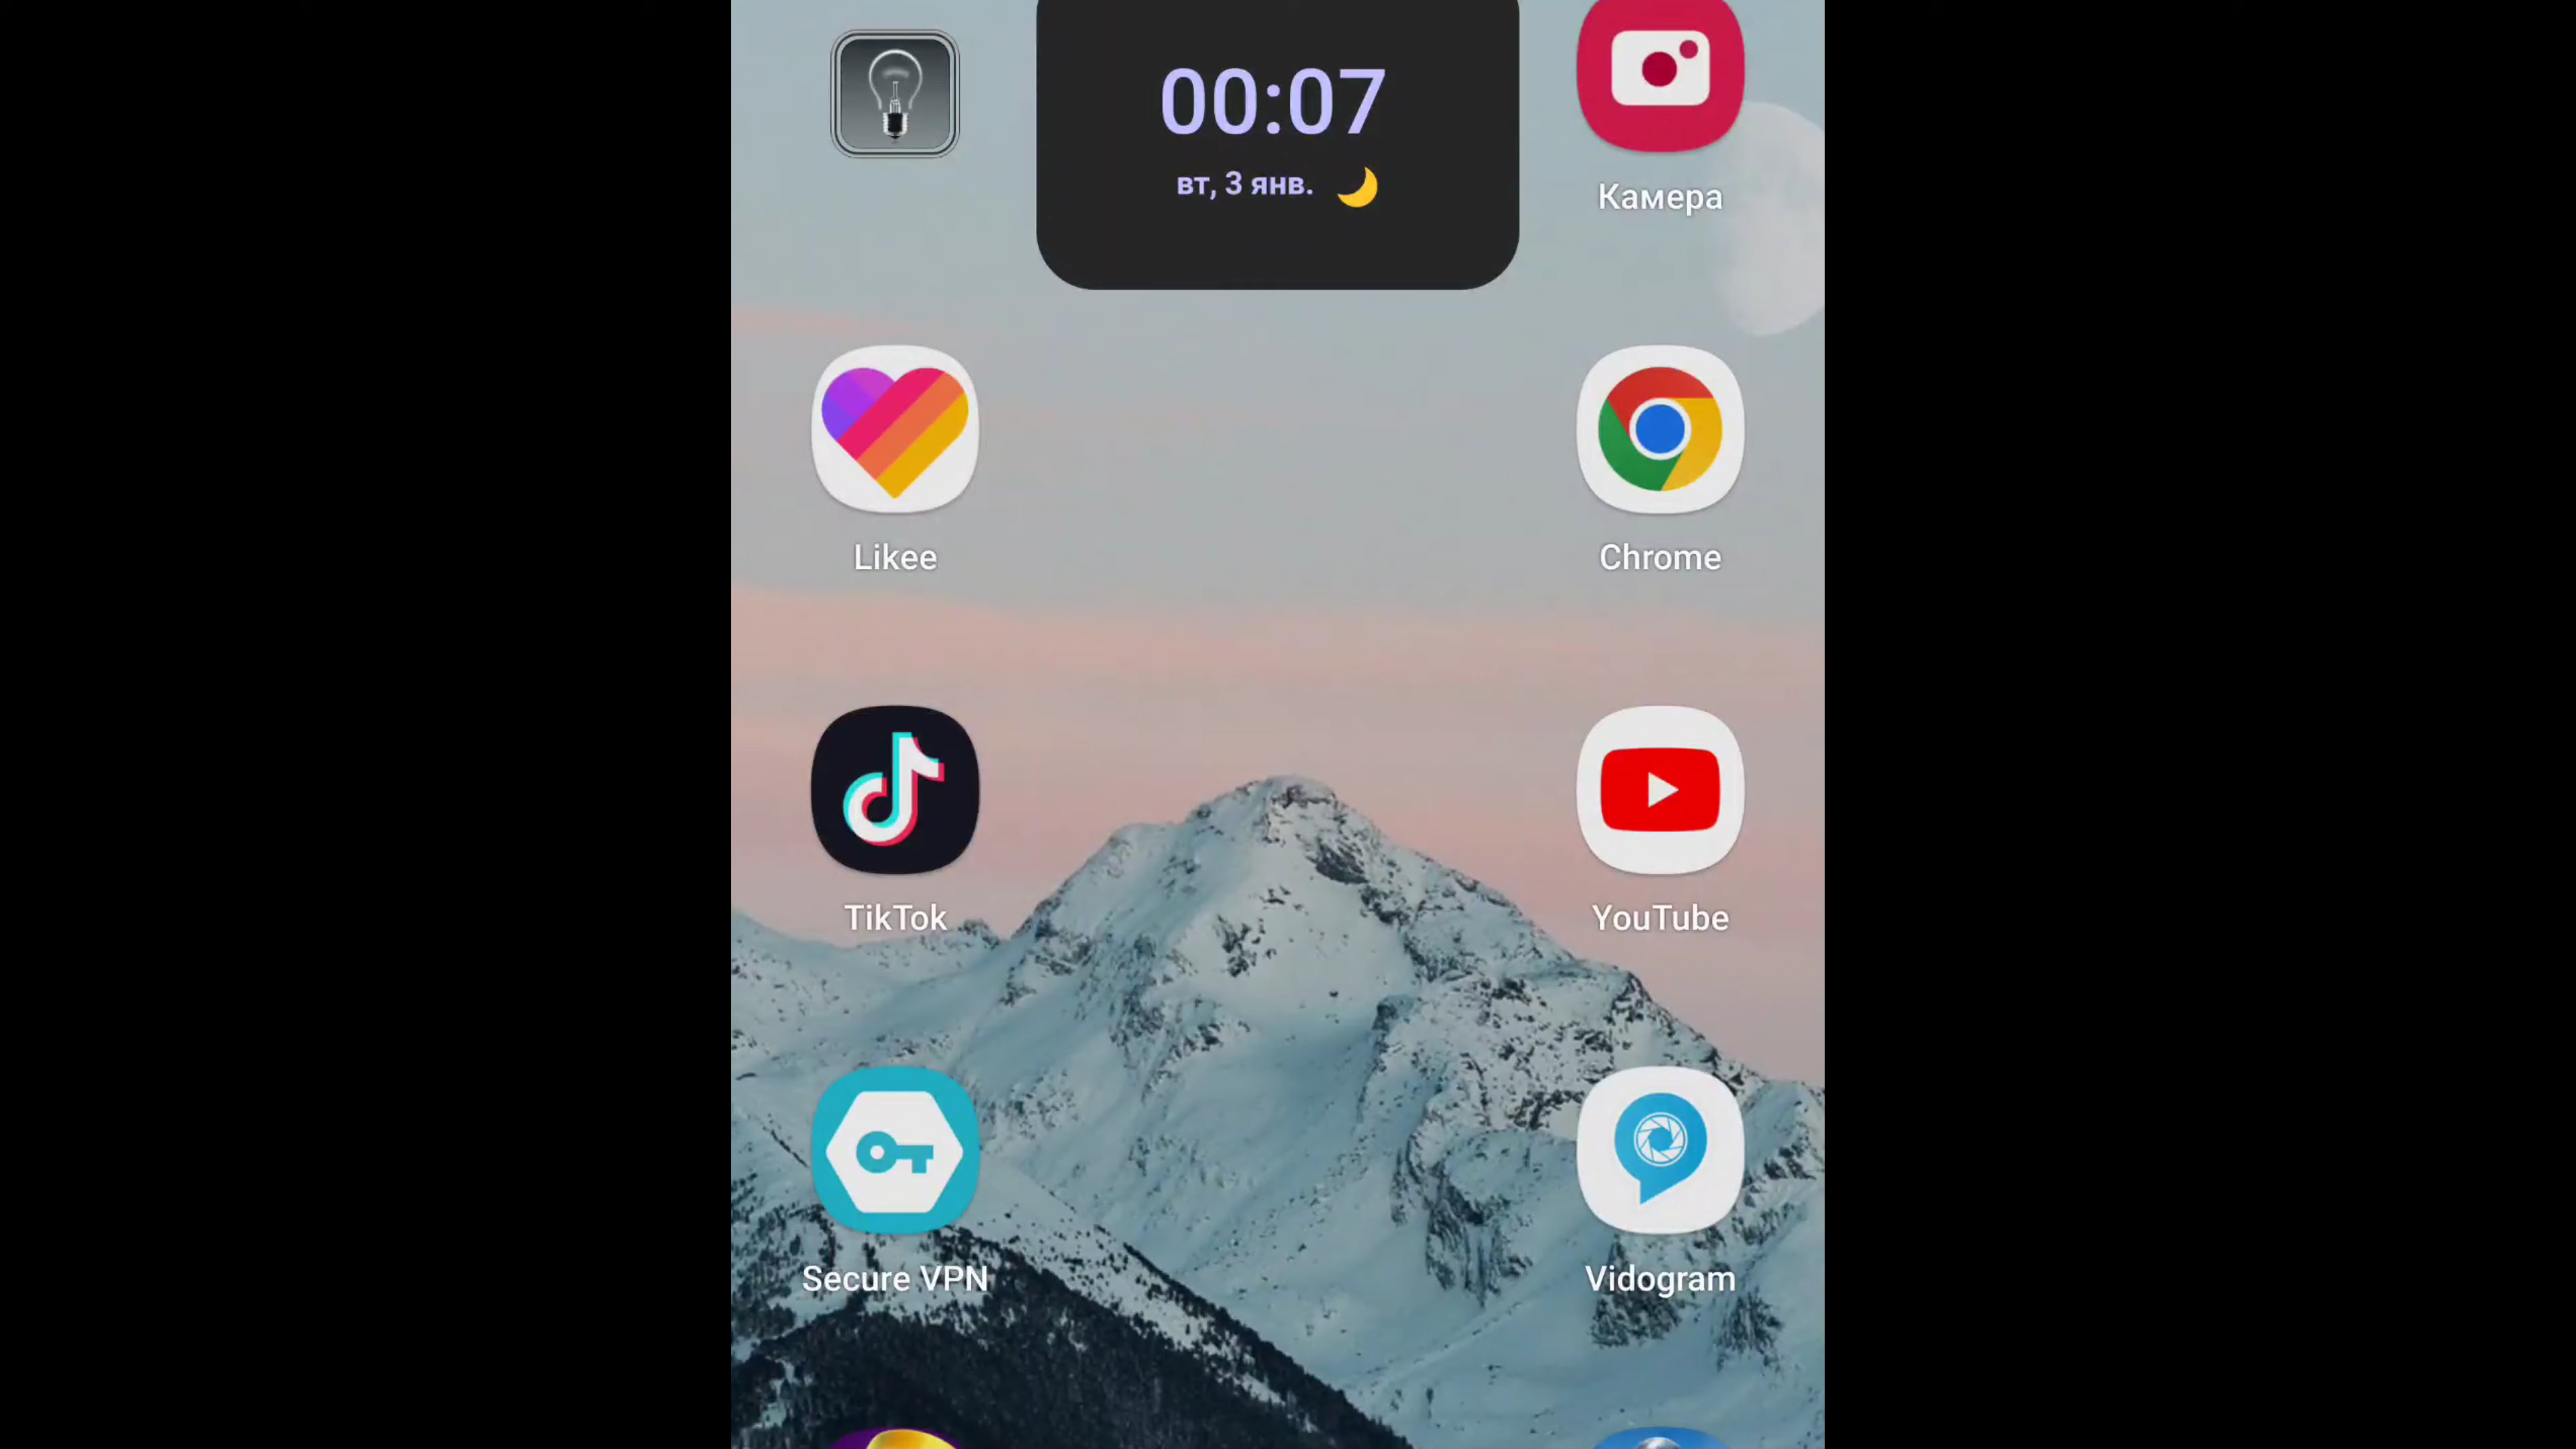 00:07
вт, 3 янв.
Камера
Likee
Chrome
TikTok
YouTube
Secure VPN
Vidogram